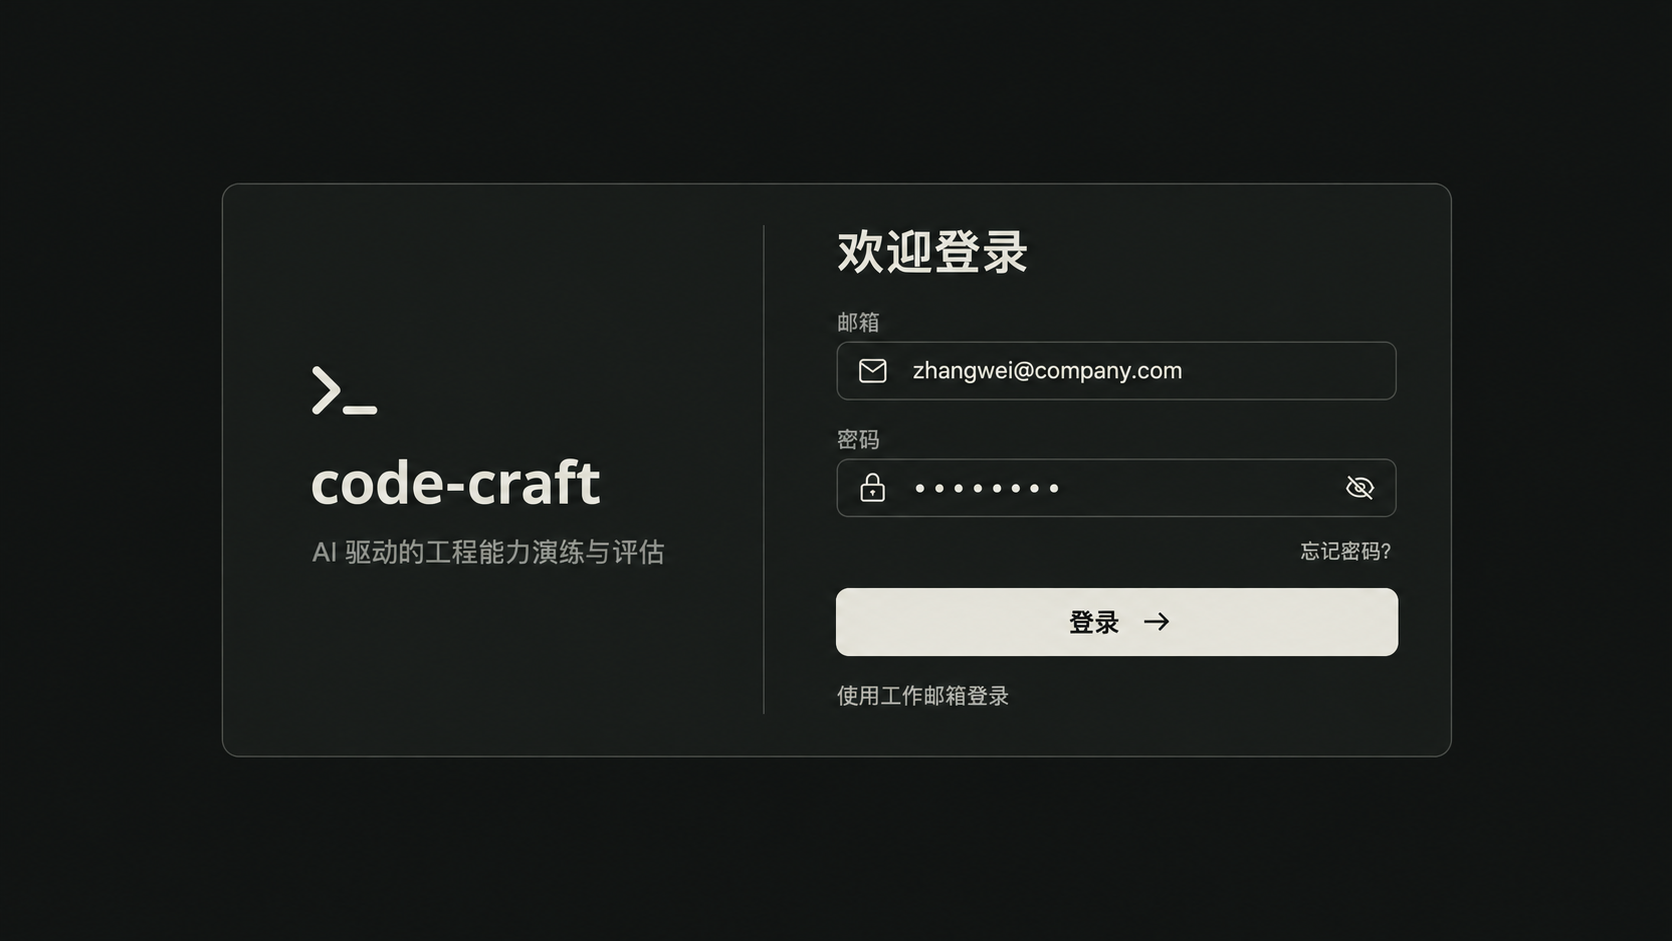 >_
code-craft
AI 驱动的工程能力演练与评估
欢迎登录
邮箱
zhangwei@company.com
密码
••••••••
忘记密码?
登录 →
使用工作邮箱登录